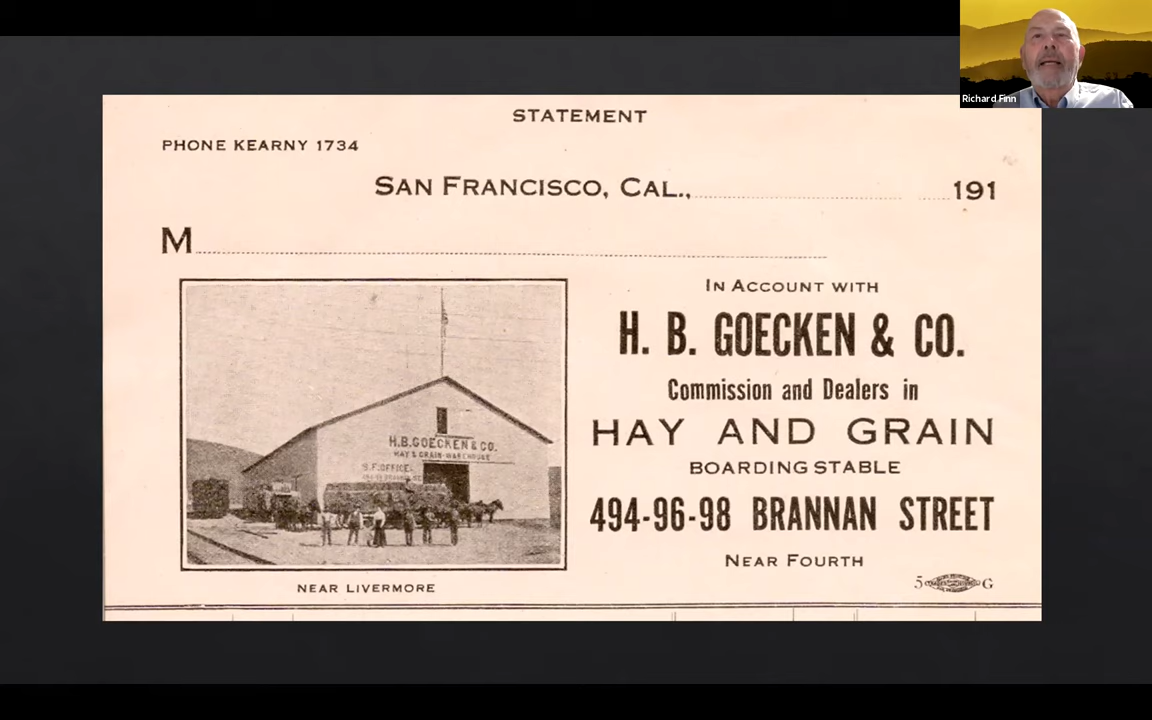 Richard Finn
STATEMENT
PHONE KEARNY 1734
SAN FRANCISCO, CAL., 191
M
IN ACCOUNT WITH
H. B. GOECKEN & CO.
Commission and Dealers in
HAY AND GRAIN
BOARDING STABLE
494-96-98 BRANNAN STREET
NEAR FOURTH
5 G
H.B.GOECKEN & CO.
HAY & GRAIN-WAREHOUSE
S.F. OFFICE-
NEAR LIVERMORE